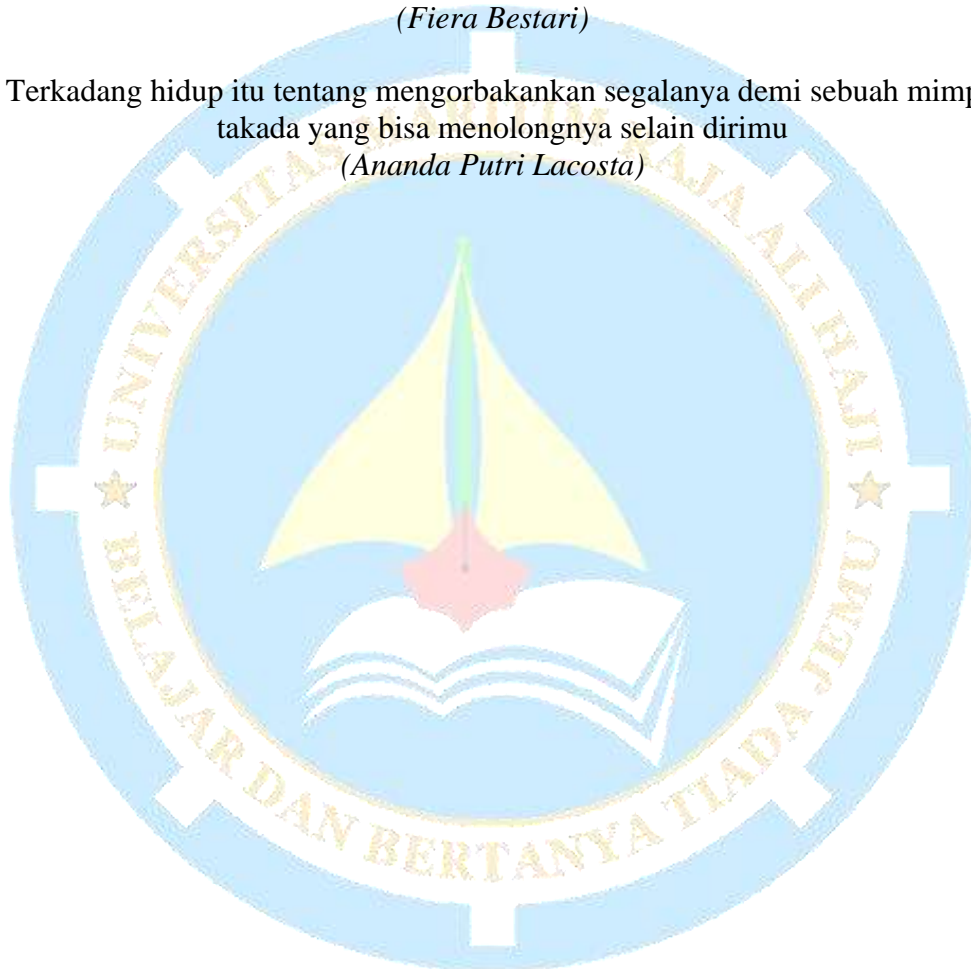 (Fiera Bestari)
Terkadang hidup itu tentang mengorbakankan segalanya demi sebuah mimp
takada yang bisa menolongnya selain dirimu
(Ananda Putri Lacosta)
UNIVERSITAS MARITIM RAJA ALI HAJI
BELAJAR DAN BERTANYA TIADA JEMU